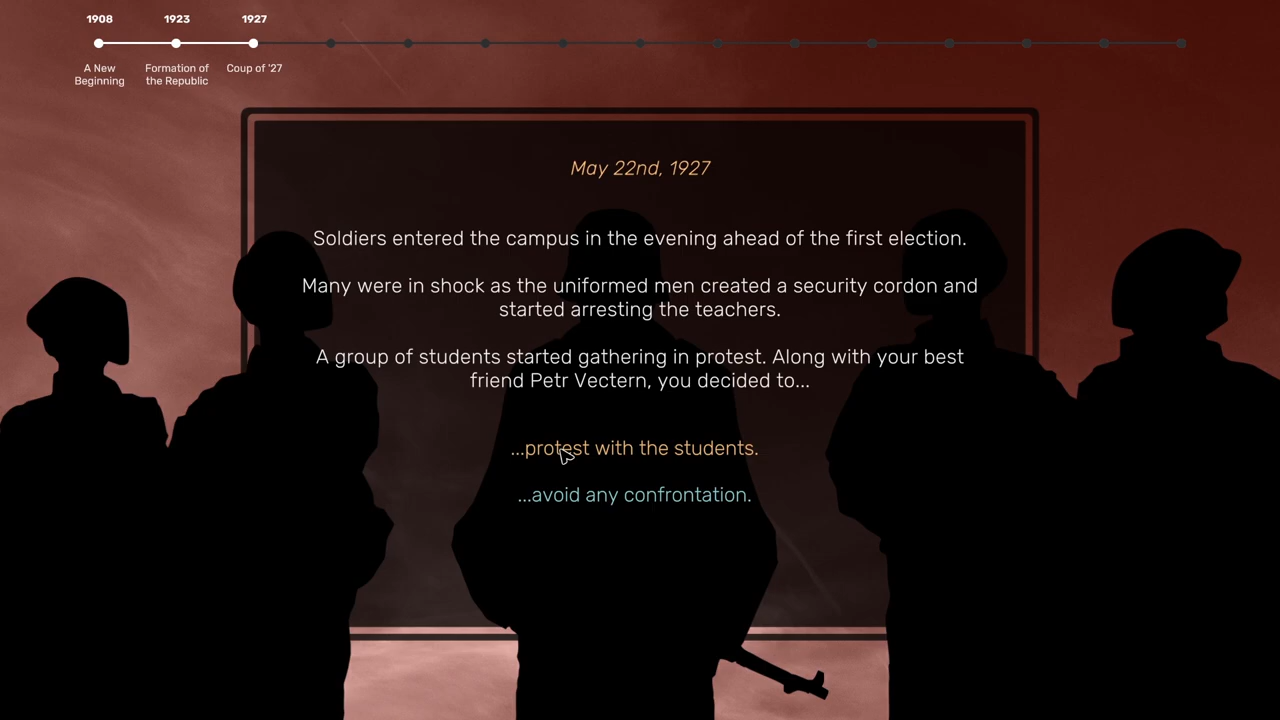 1908 1923 1927
A New Beginning
Formation of the Republic
Coup of '27
May 22nd, 1927
Soldiers entered the campus in the evening ahead of the first election.
Many were in shock as the uniformed men created a security cordon and
started arresting the teachers.
A group of students started gathering in protest. Along with your best
friend Petr Vectern, you decided to...
...protest with the students.
...avoid any confrontation.